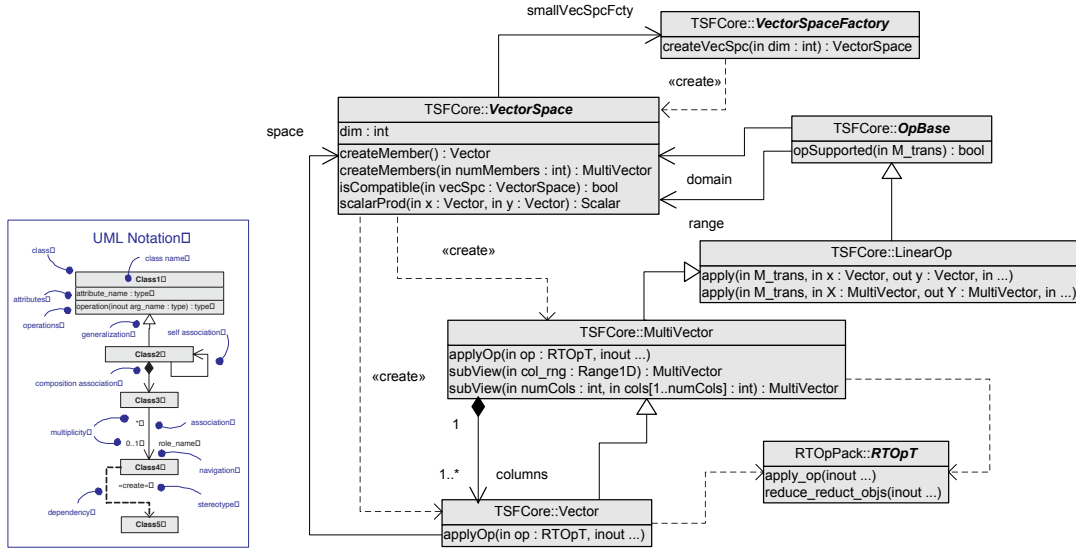 smallVecSpcFcty
TSFCore::VectorSpaceFactory
createVecSpc(in dim : int) : VectorSpace
«create»
TSFCore::VectorSpace
dim : int
createMember() : Vector
createMembers(in numMembers : int) : MultiVector
isCompatible(in vecSpc : VectorSpace) : bool
scalarProd(in x : Vector, in y : Vector) : Scalar
space
TSFCore::OpBase
opSupported(in M_trans) : bool
domain
range
«create»
TSFCore::LinearOp
apply(in M_trans, in x : Vector, out y : Vector, in ...)
apply(in M_trans, in X : MultiVector, out Y : MultiVector, in ...)
TSFCore::MultiVector
applyOp(in op : RTOpT, inout ...)
subView(in col_rng : Range1D) : MultiVector
subView(in numCols : int, in cols[1..numCols] : int) : MultiVector
«create»
1
1..*
columns
RTOpPack::RTOpT
apply_op(inout ...)
reduce_reduct_objs(inout ...)
TSFCore::Vector
applyOp(in op : RTOpT, inout ...)
UML Notation□
class□
class name□
Class1□
attributes□
attribute_name : type□
operation(inout arg_name : type) : type□
operations□
generalization□
self association□
Class2□
composition association□
Class3□
*□
multiplicity□
association□
0..1□
role_name□
Class4□
navigation□
«create»□
stereotype□
dependency□
Class5□